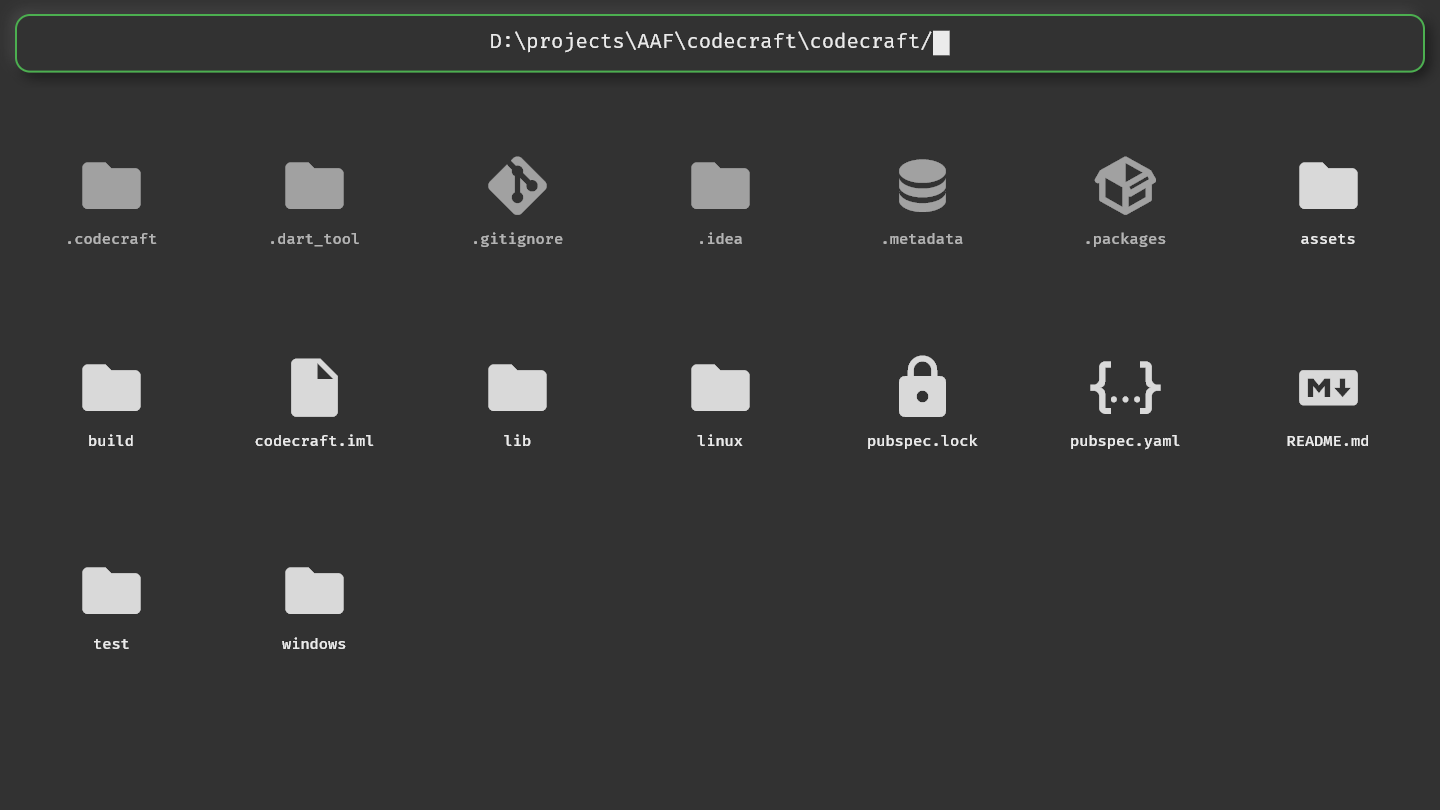 D:\projects\AAF\codecraft\codecraft/
.codecraft .dart_tool .gitignore .idea .metadata .packages assets
build codecraft.iml lib linux pubspec.lock pubspec.yaml README.md
test windows